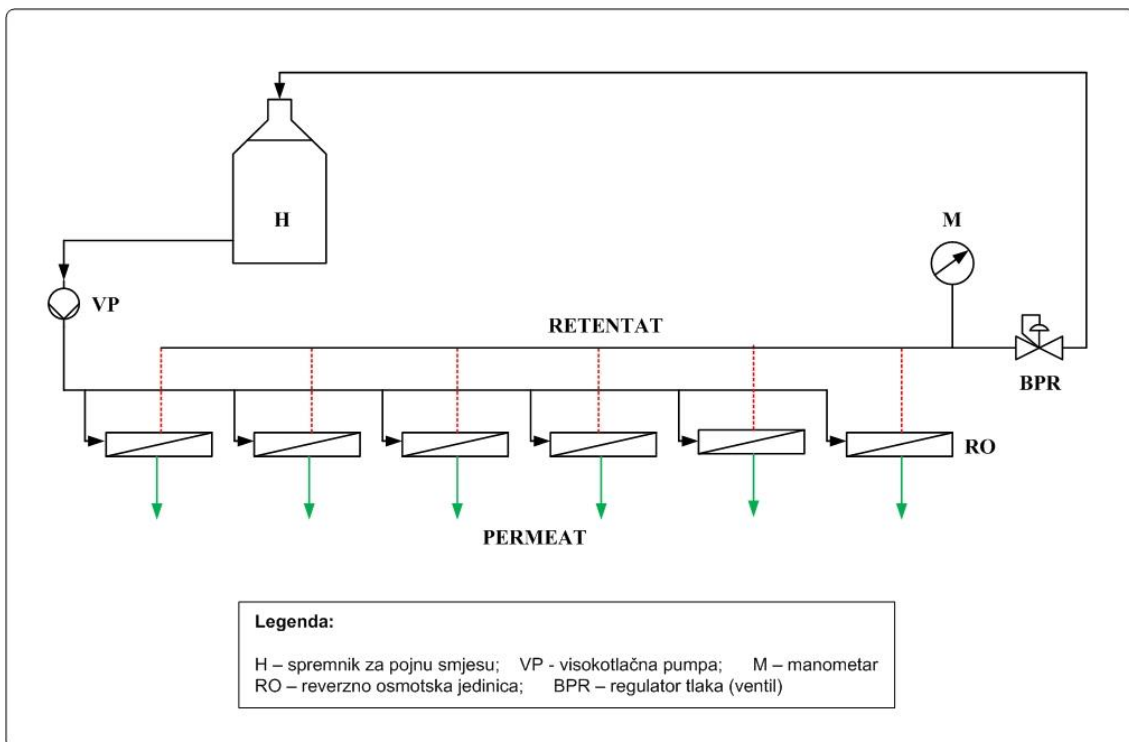 H
M
VP
RETENTAT
BPR
RO
PERMEAT
Legenda:
H – spremnik za pojnu smjesu; VP - visokotlačna pumpa; M – manometar
RO – reverzno osmotska jedinica; BPR – regulator tlaka (ventil)